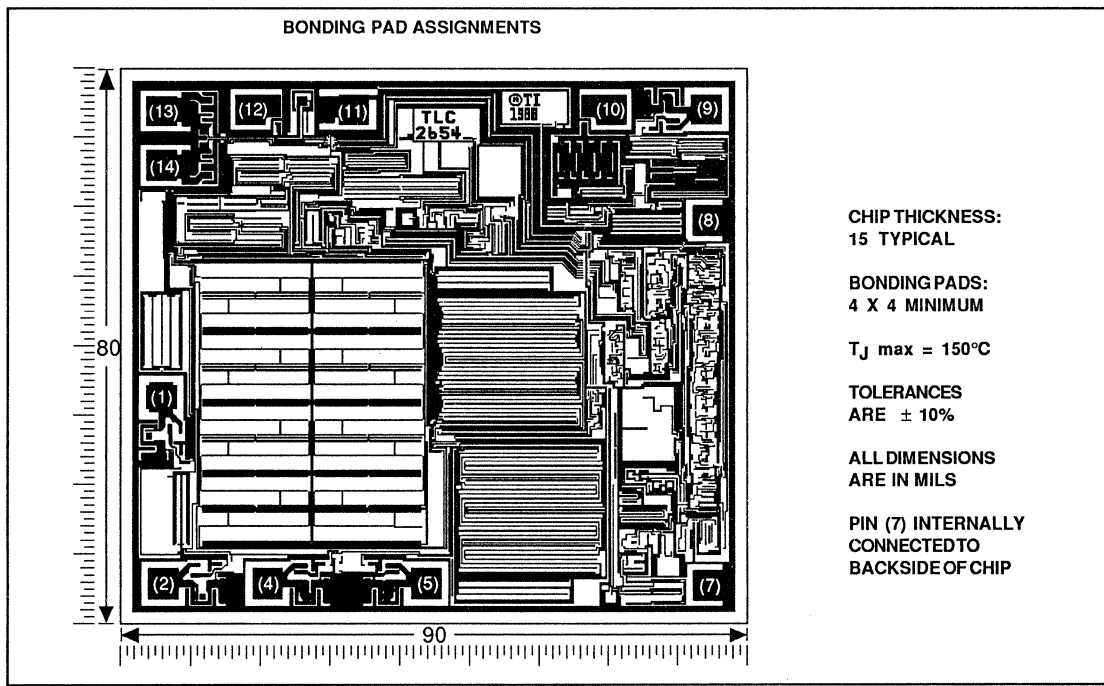 BONDING PAD ASSIGNMENTS
(13)
(12)
(11)
TLC
2654
TI
1988
(10)
(9)
(14)
(8)
80
(1)
(2)
(4)
(5)
(7)
90
CHIP THICKNESS:
15 TYPICAL
BONDING PADS:
4 X 4 MINIMUM
TJ max = 150°C
TOLERANCES
ARE ± 10%
ALL DIMENSIONS
ARE IN MILS
PIN (7) INTERNALLY
CONNECTED TO
BACKSIDE OF CHIP